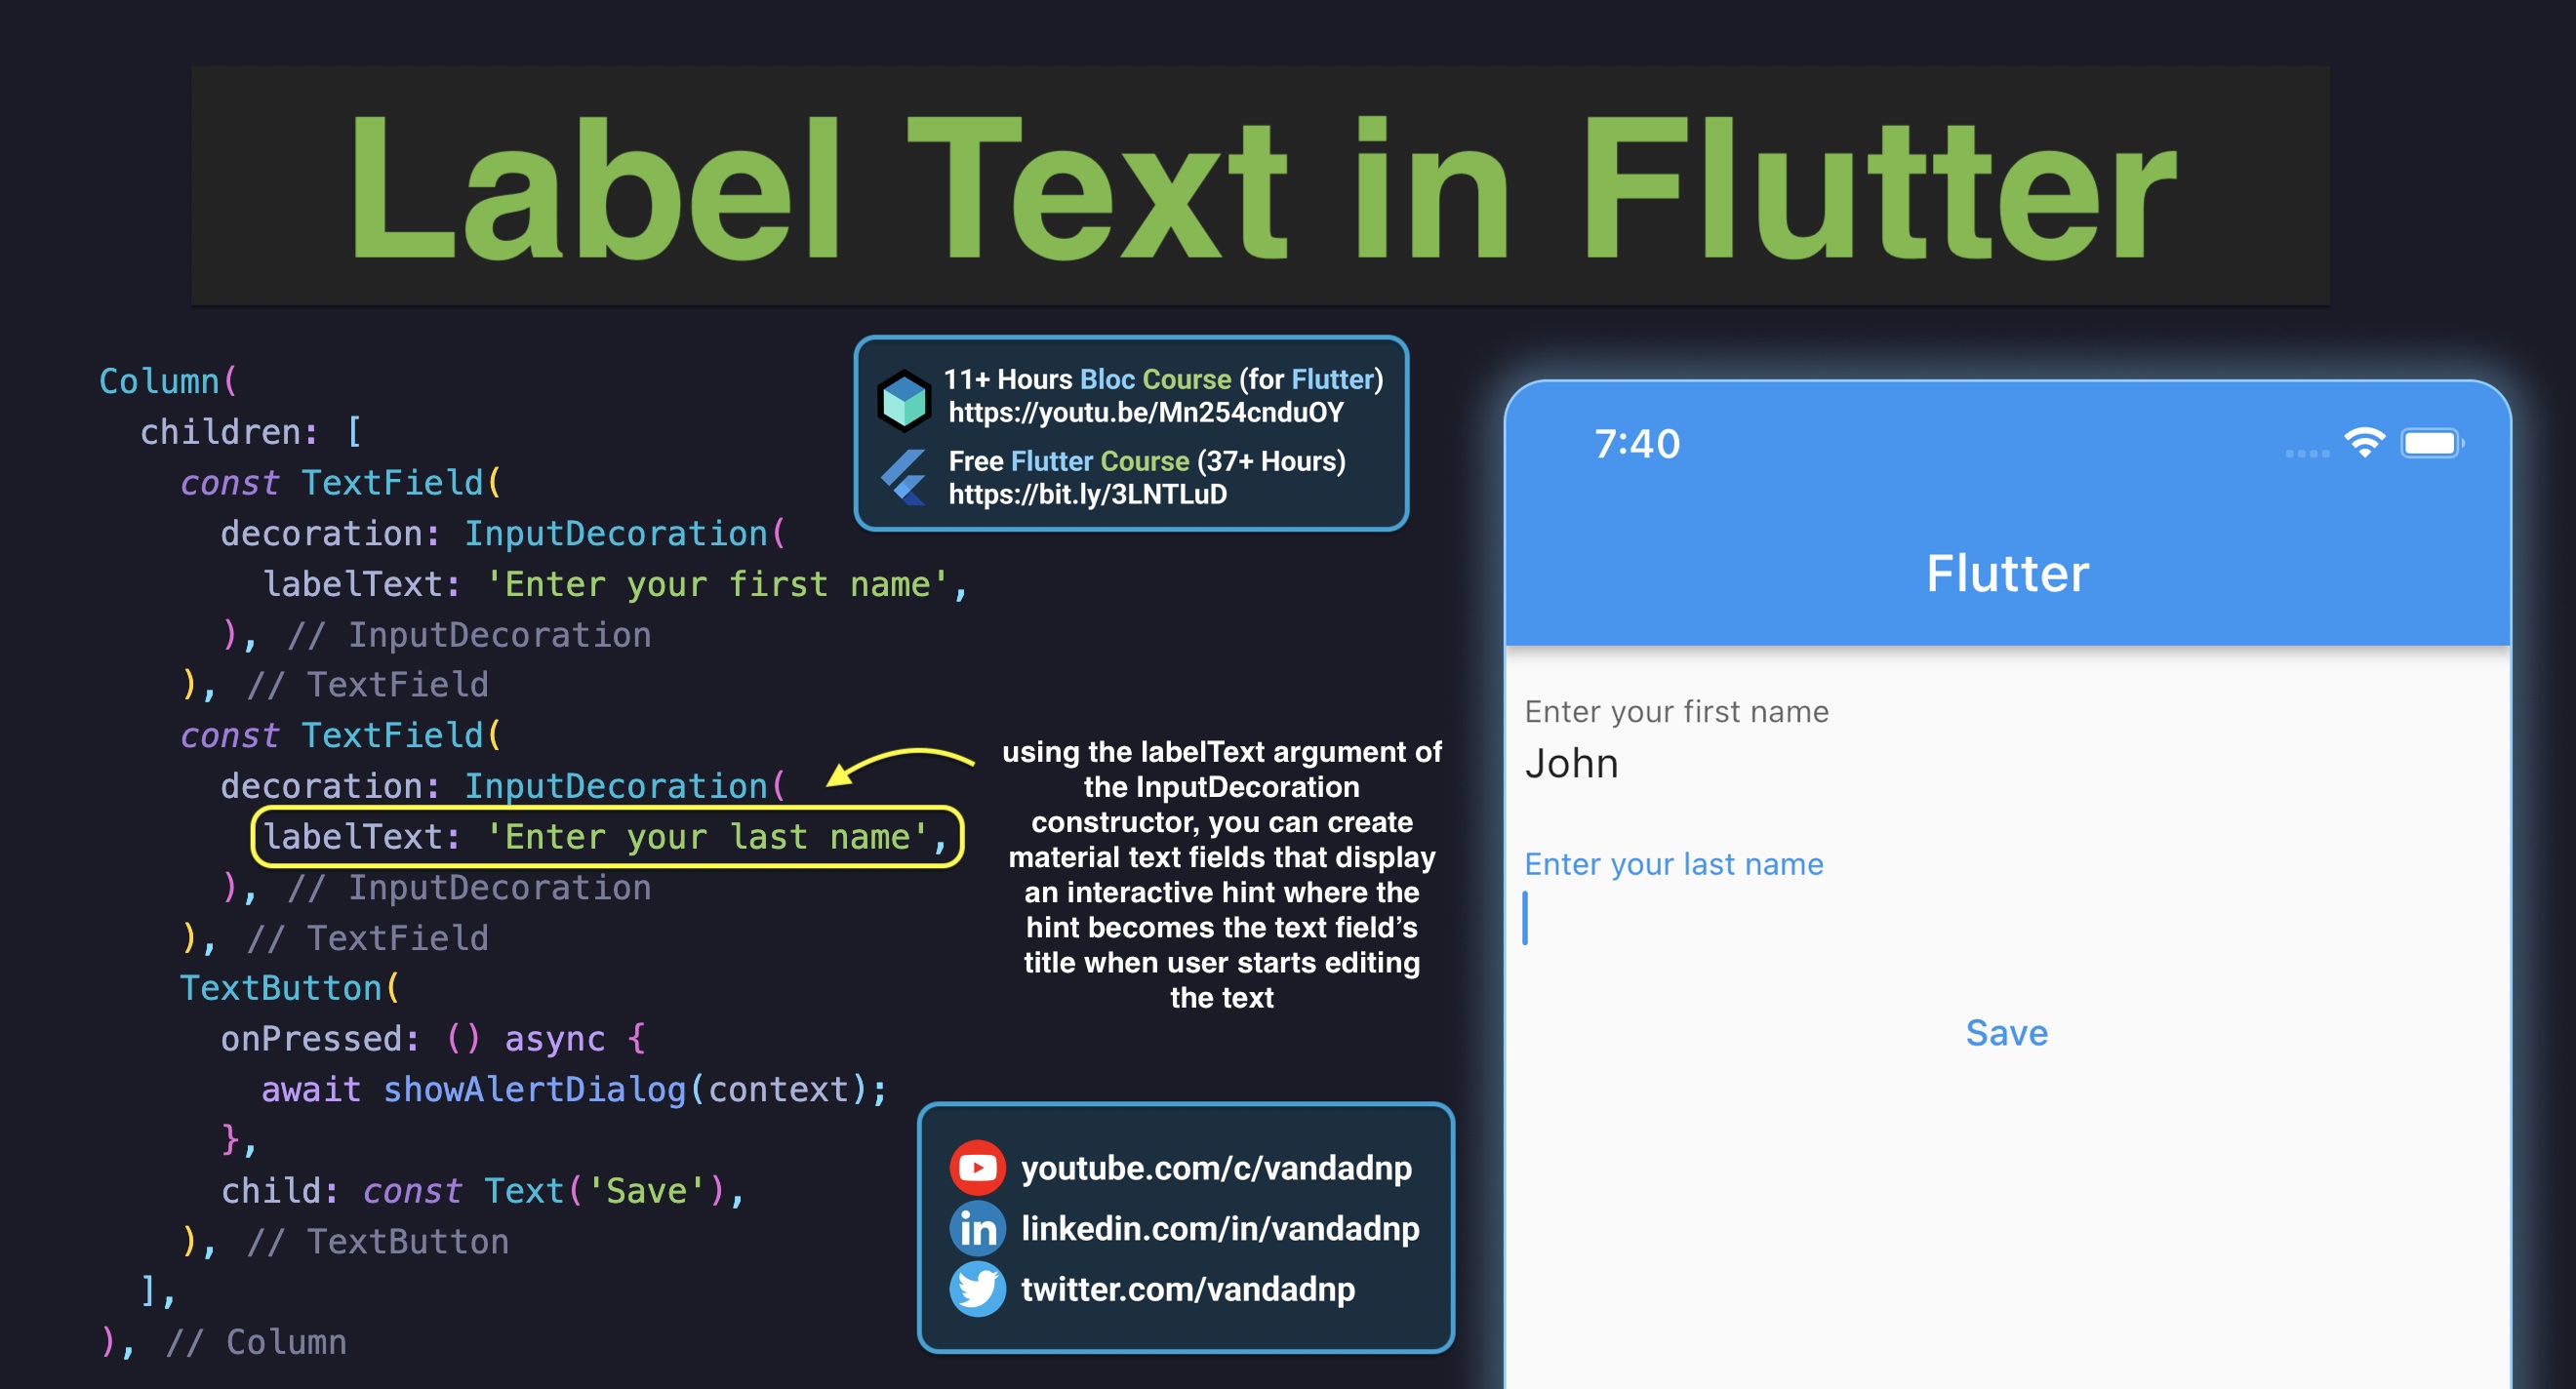 Label Text in Flutter
Column(
children: [
const TextField(
decoration: InputDecoration(
labelText: 'Enter your first name',
), // InputDecoration
), // TextField
const TextField(
decoration: InputDecoration(
labelText: 'Enter your last name',
), // InputDecoration
), // TextField
TextButton(
onPressed: () async {
await showAlertDialog(context);
},
child: const Text('Save'),
), // TextButton
],
), // Column
11+ Hours Bloc Course (for Flutter)
https://youtu.be/Mn254cnduOY
Free Flutter Course (37+ Hours)
https://bit.ly/3LNTLuD
using the labelText argument of
the InputDecoration
constructor, you can create
material text fields that display
an interactive hint where the
hint becomes the text field’s
title when user starts editing
the text
youtube.com/c/vandadnp
in linkedin.com/in/vandadnp
twitter.com/vandadnp
7:40
Flutter
Enter your first name
John
Enter your last name
Save